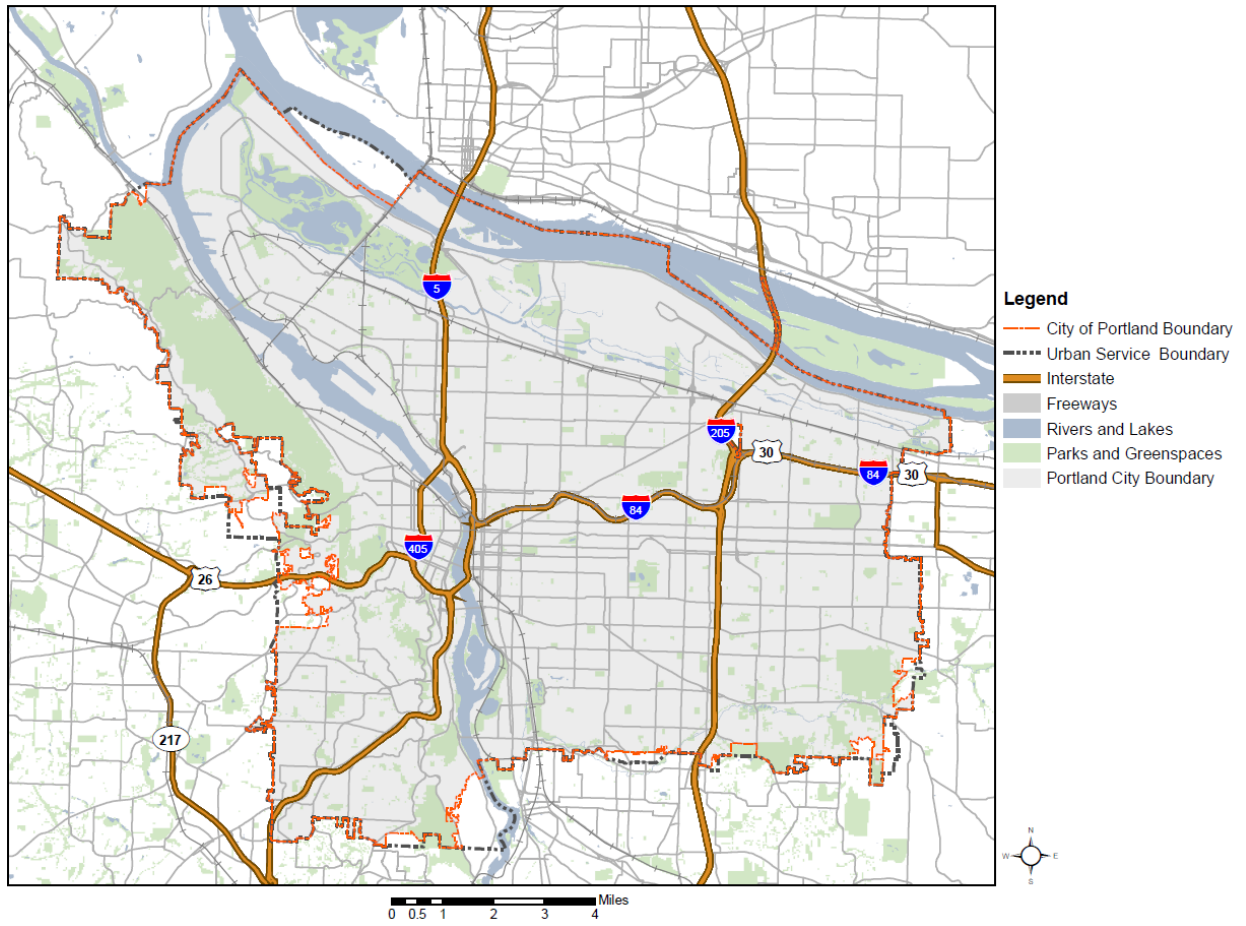 5
205
30
84
30
84
405
26
217
Legend
City of Portland Boundary
Urban Service Boundary
Interstate
Freeways
Rivers and Lakes
Parks and Greenspaces
Portland City Boundary
N
W E
S
Miles
0 0.5 1 2 3 4